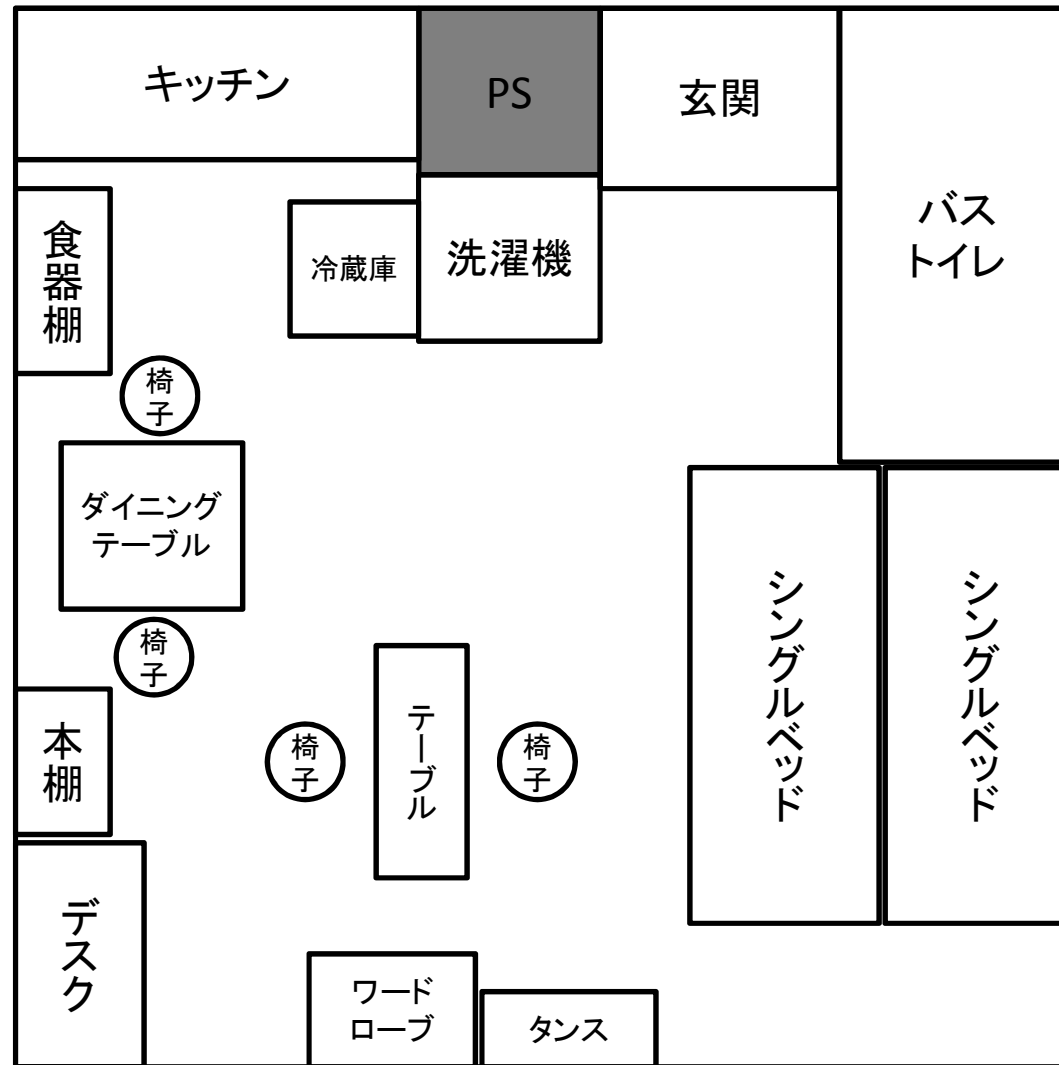 キッチン
PS
玄関
バス
トイレ
食器棚
冷蔵庫
洗濯機
椅子
ダイニング
テーブル
椅子
シングルベッド
シングルベッド
本棚
椅子
テーブル
椅子
デスク
ワード
ローブ
タンス